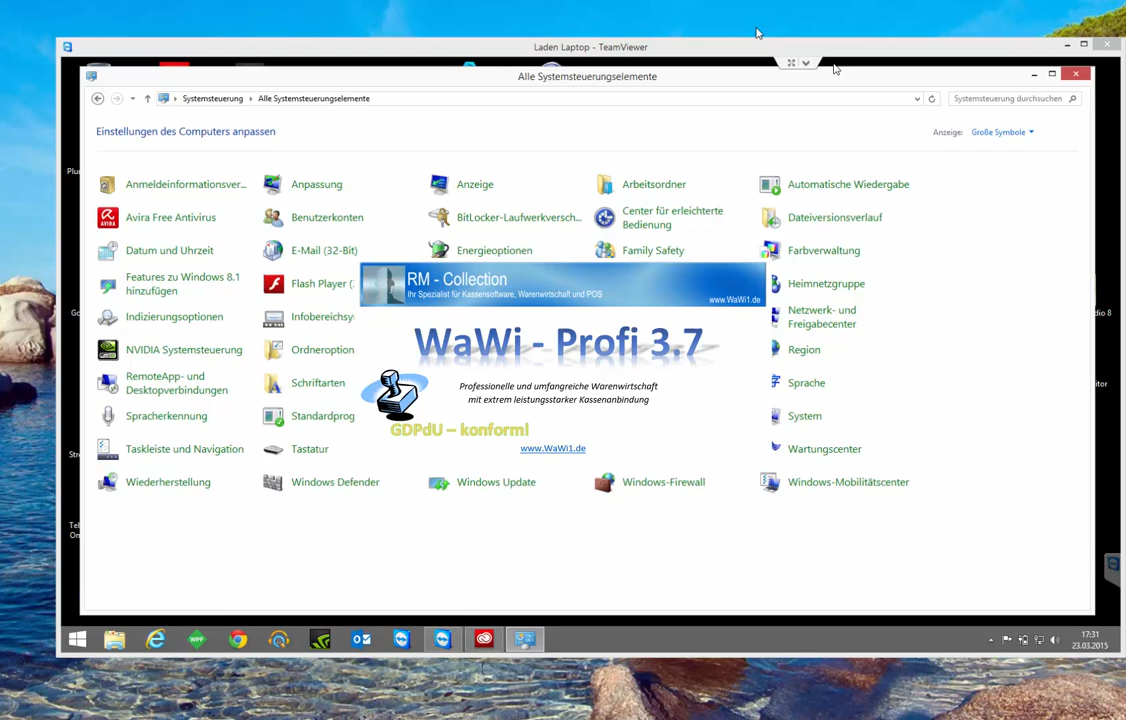 Laden Laptop - TeamViewer
Alle Systemsteuerungselemente
Systemsteuerung
Alle Systemsteuerungselemente
Systemsteuerung durchsuchen
Einstellungen des Computers anpassen
Anzeige:
Große Symbole
Anmeldeinformationsver...
Anpassung
Anzeige
Arbeitsordner
Automatische Wiedergabe
Avira Free Antivirus
Benutzerkonten
BitLocker-Laufwerkversch...
Center für erleichterte
Bedienung
Dateiversionsverlauf
Datum und Uhrzeit
E-Mail (32-Bit)
Energieoptionen
Family Safety
Farbverwaltung
Features zu Windows 8.1
hinzufügen
Flash Player (
Heimnetzgruppe
Indizierungsoptionen
Infobereichsy
Netzwerk- und
Freigabecenter
NVIDIA Systemsteuerung
Ordneroption
Region
RemoteApp- und
Desktopverbindungen
Schriftarten
Sprache
Spracherkennung
Standardprog
System
Taskleiste und Navigation
Tastatur
Wartungscenter
Wiederherstellung
Windows Defender
Windows Update
Windows-Firewall
Windows-Mobilitätscenter
RM - Collection
Ihr Spezialist für Kassensoftware, Warenwirtschaft und POS
www.WaWi1.de
WaWi - Profi 3.7
Professionelle und umfangreiche Warenwirtschaft
mit extrem leistungsstarker Kassenanbindung
GDPdU – konform!
www.WaWi1.de
17:31
23.03.2015